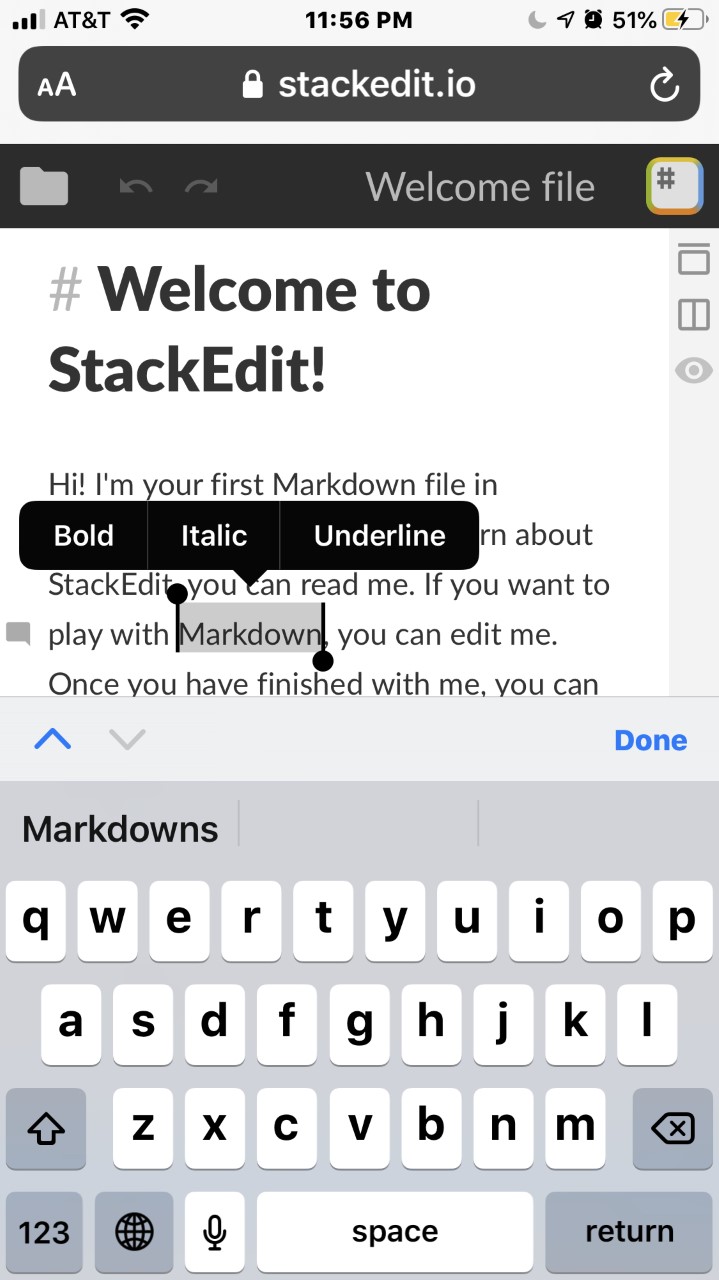 AT&T 11:56 PM 51%
AA stackedit.io
Welcome file #
# Welcome to
StackEdit!
Hi! I'm your first Markdown file in
Bold Italic Underline rn about
StackEdit, you can read me. If you want to
play with Markdown, you can edit me.
Once you have finished with me, you can
Done
Markdowns
q w e r t y u i o p
a s d f g h j k l
z x c v b n m
123 space return